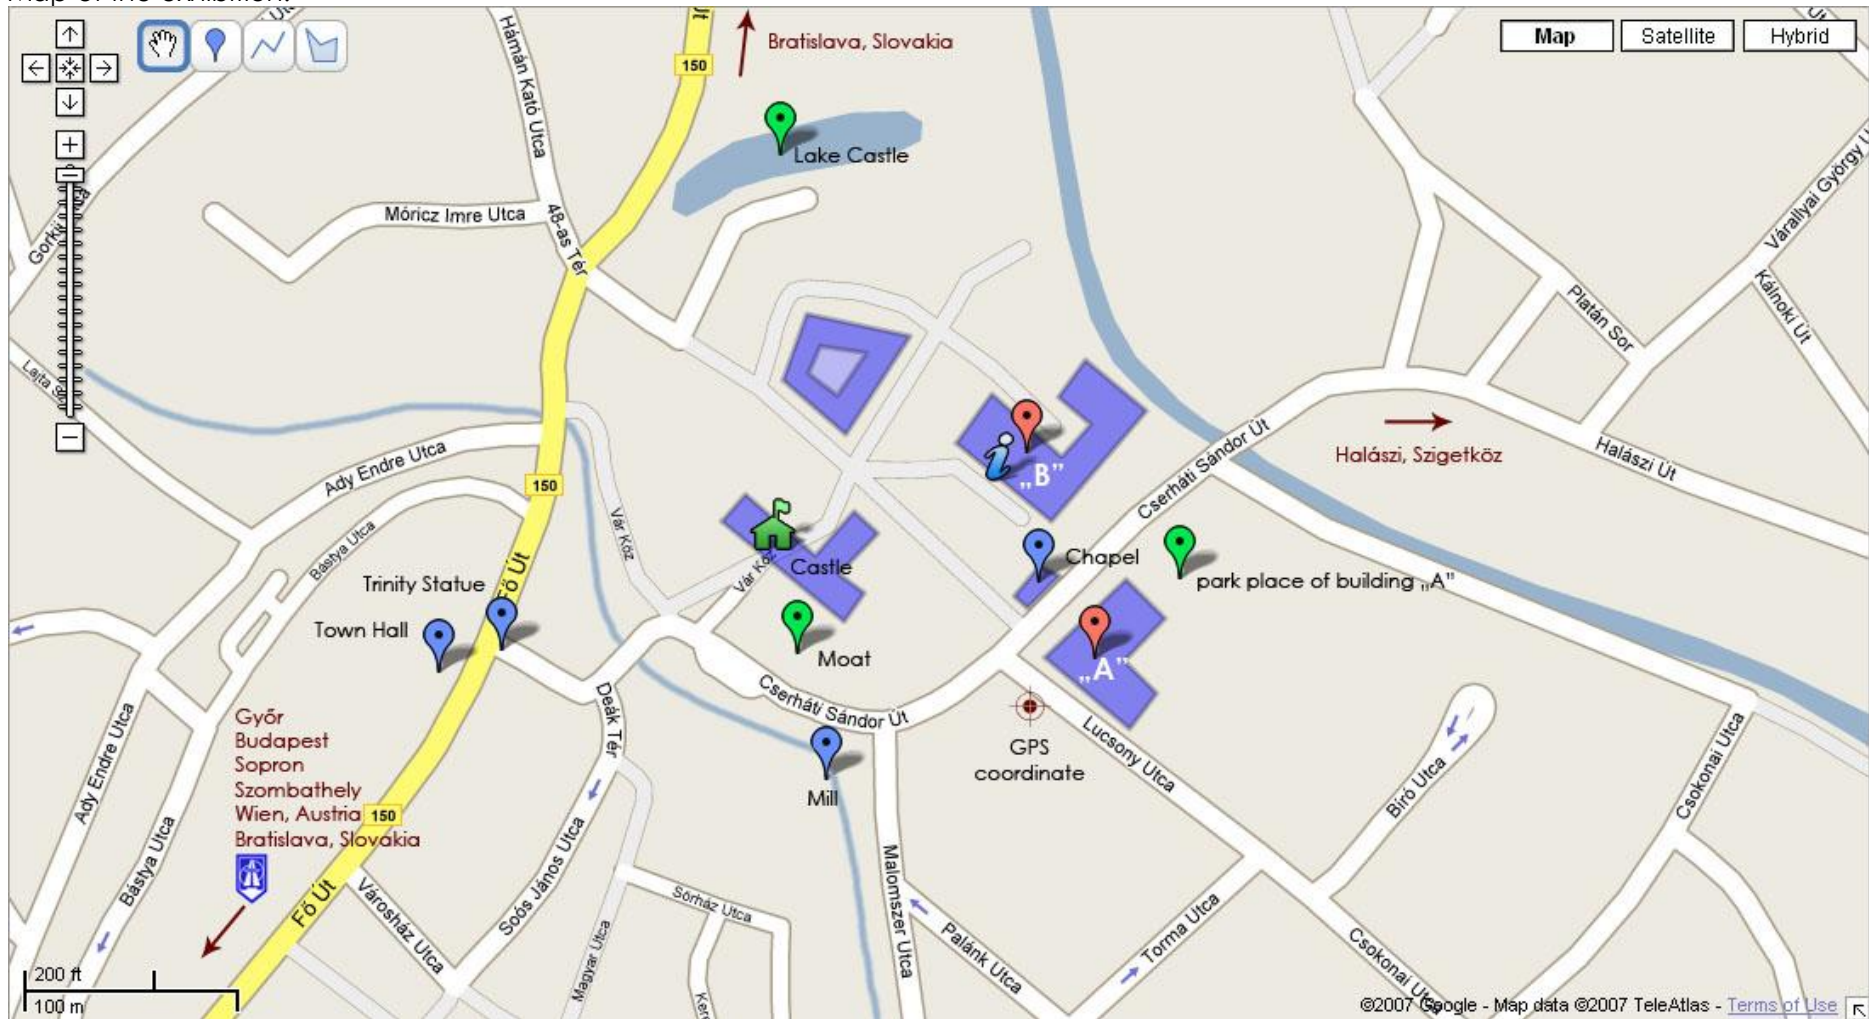 Map of the exhibition:
Map
Satellite
Hybrid
Út
Bratislava, Slovakia
150
Hámán Kató Utca
Lake Castle
Móricz Imre Utca
48-as Tér
Várallyai György
Kálnoki Út
Platán Sor
Halászi, Szigetköz
Halászi Út
Cserháti Sándor Út
Ady Endre Utca
150
Bástya Utca
Vár Köz
„B”
Vár Köz
Castle
Chapel
park place of building „A”
Trinity Statue
Fő Út
Town Hall
Moat
„A”
Deák Tér
Cserháti Sándor Út
GPS
coordinate
Lucsony Utca
Mill
Győr
Budapest
Sopron
Szombathely
Wien, Austria
150
Bratislava, Slovakia
Ady Endre Utca
Bástya Utca
Fő Út
Városház Utca
Soós János Utca
Magyar Utca
Sörház Utca
Malomszer Utca
Palánk Utca
Torma Utca
Bíró Utca
Csokonai Utca
Csokonai Utca
200 ft
100 m
©2007 Google - Map data ©2007 TeleAtlas - Terms of Use